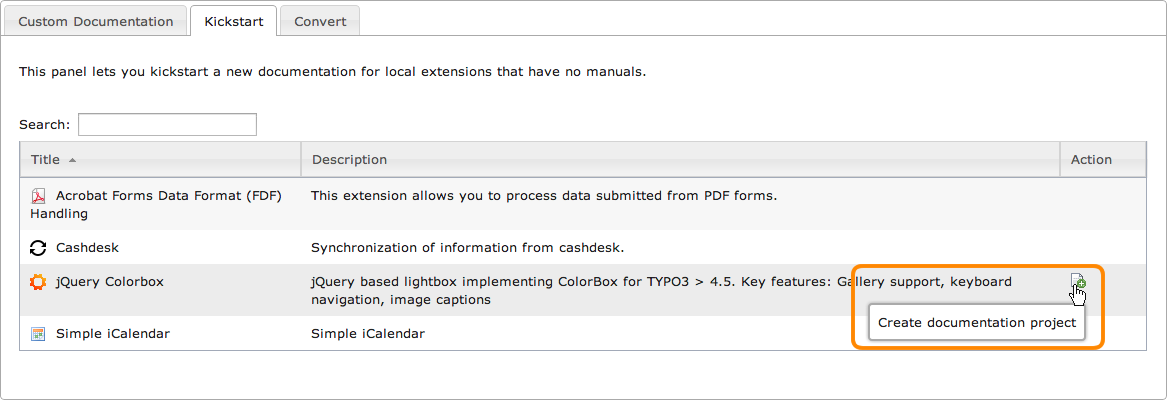 Custom Documentation Kickstart Convert
This panel lets you kickstart a new documentation for local extensions that have no manuals.
Search:
Title Description Action
Acrobat Forms Data Format (FDF) This extension allows you to process data submitted from PDF forms.
Handling
Cashdesk Synchronization of information from cashdesk.
jQuery Colorbox jQuery based lightbox implementing ColorBox for TYPO3 > 4.5. Key features: Gallery support, keyboard
navigation, image captions
Create documentation project
Simple iCalendar Simple iCalendar